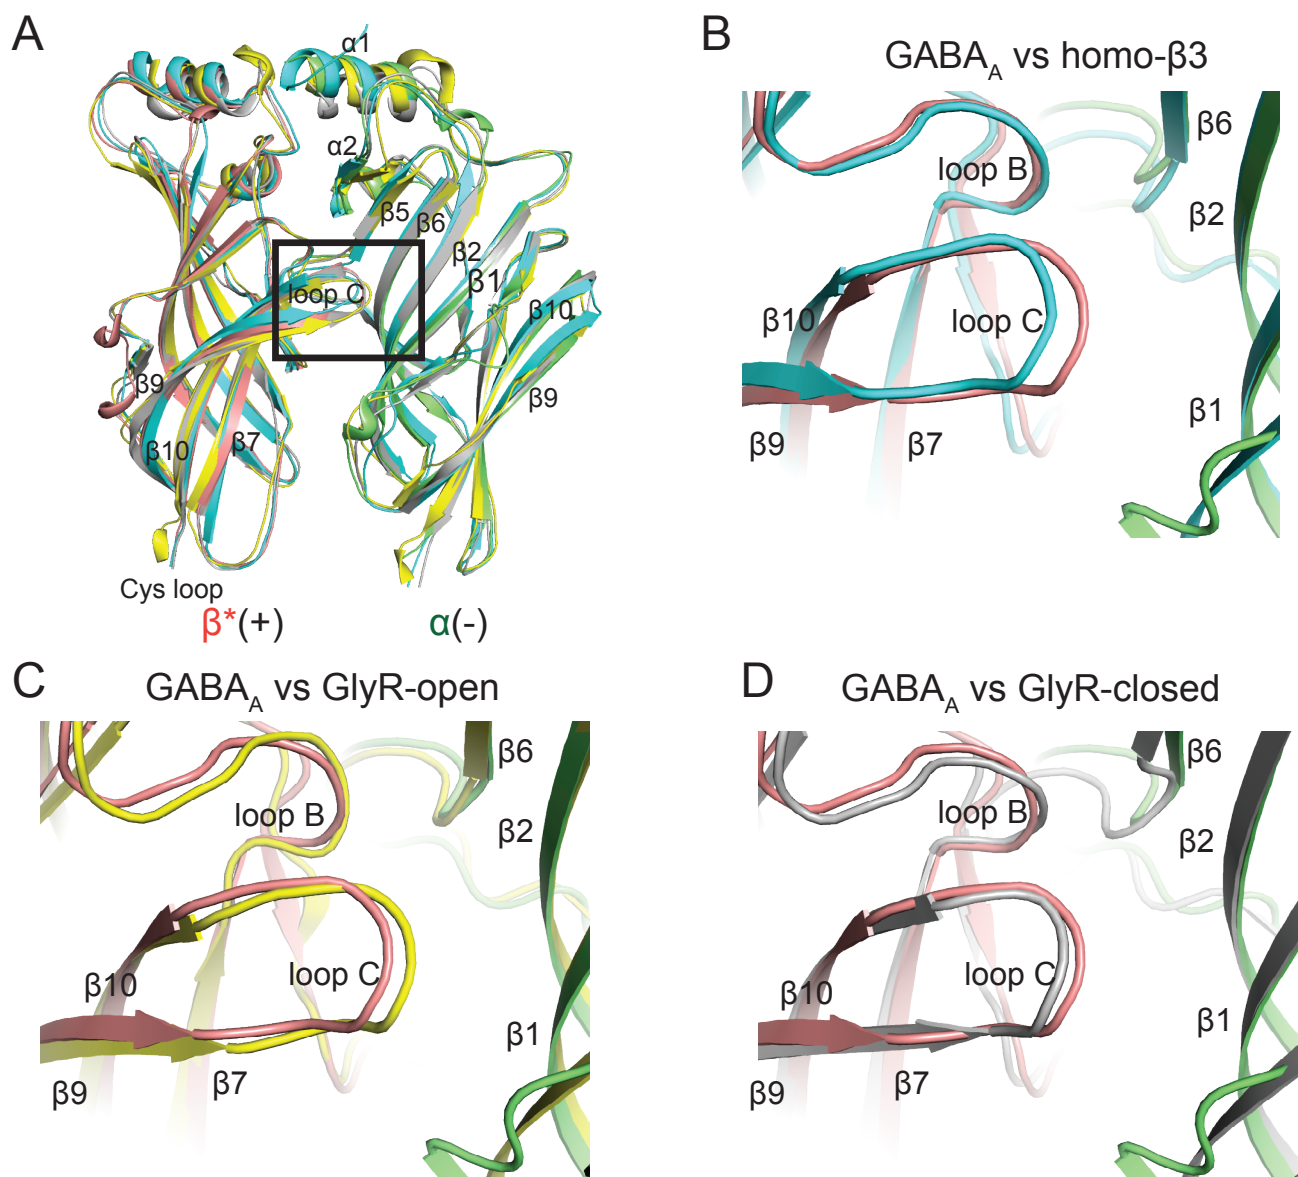 A
α1
α2
β5
β6
β2
loop C
β1
β10
β9
β9
β10
β7
Cys loop
β*(+)
α(-)
B
GABAA vs homo-β3
β6
loop B
β2
β10
loop C
β1
β9
β7
C
GABAA vs GlyR-open
β6
loop B
β2
loop C
β10
β1
β9
β7
D
GABAA vs GlyR-closed
β6
loop B
β2
loop C
β10
β1
β9
β7